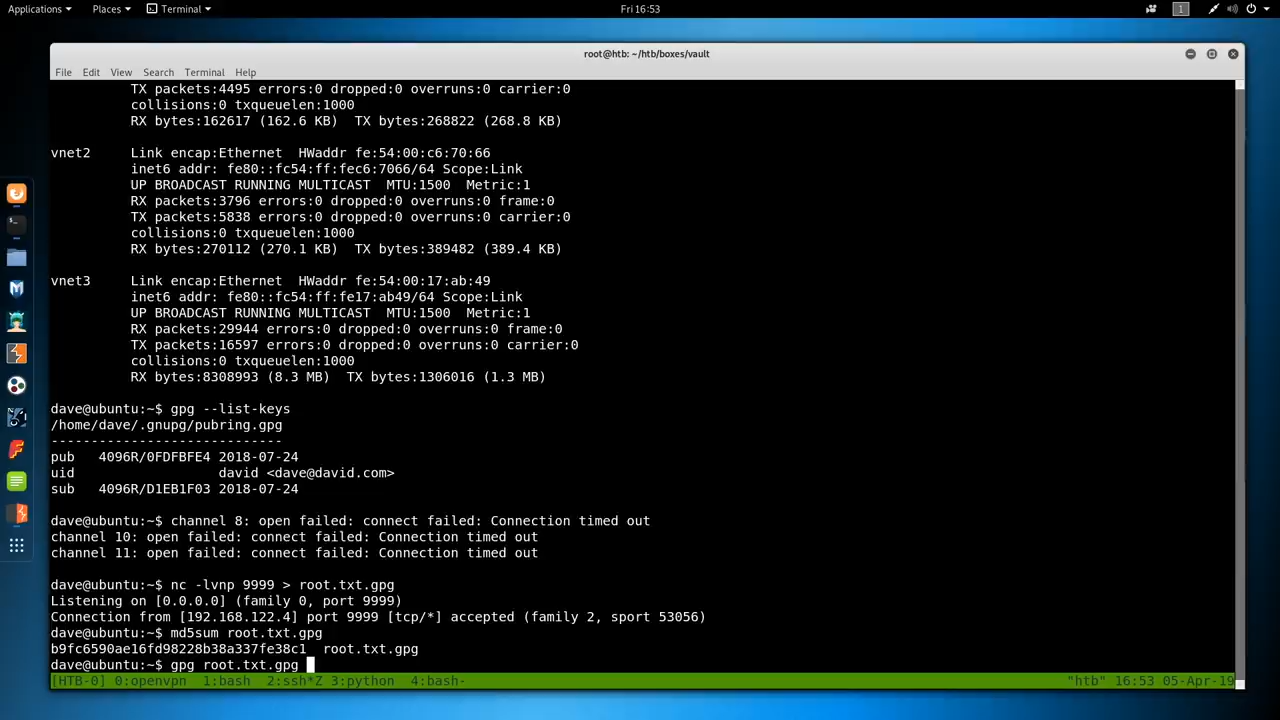 Applications Places Terminal Fri 16:53 1
root@htb: ~/htb/boxes/vault
File Edit View Search Terminal Help
TX packets:4495 errors:0 dropped:0 overruns:0 carrier:0
collisions:0 txqueuelen:1000
RX bytes:162617 (162.6 KB)  TX bytes:268822 (268.8 KB)
vnet2     Link encap:Ethernet  HWaddr fe:54:00:c6:70:66
inet6 addr: fe80::fc54:ff:fec6:7066/64 Scope:Link
UP BROADCAST RUNNING MULTICAST  MTU:1500  Metric:1
RX packets:3796 errors:0 dropped:0 overruns:0 frame:0
TX packets:5838 errors:0 dropped:0 overruns:0 carrier:0
collisions:0 txqueuelen:1000
RX bytes:270112 (270.1 KB)  TX bytes:389482 (389.4 KB)
vnet3     Link encap:Ethernet  HWaddr fe:54:00:17:ab:49
inet6 addr: fe80::fc54:ff:fe17:ab49/64 Scope:Link
UP BROADCAST RUNNING MULTICAST  MTU:1500  Metric:1
RX packets:29944 errors:0 dropped:0 overruns:0 frame:0
TX packets:16597 errors:0 dropped:0 overruns:0 carrier:0
collisions:0 txqueuelen:1000
RX bytes:8308993 (8.3 MB)  TX bytes:1306016 (1.3 MB)
dave@ubuntu:~$ gpg --list-keys
/home/dave/.gnupg/pubring.gpg
-----------------------------
pub   4096R/0FDFBFE4 2018-07-24
uid                  david <dave@david.com>
sub   4096R/D1EB1F03 2018-07-24
dave@ubuntu:~$ channel 8: open failed: connect failed: Connection timed out
channel 10: open failed: connect failed: Connection timed out
channel 11: open failed: connect failed: Connection timed out
dave@ubuntu:~$ nc -lvnp 9999 > root.txt.gpg
Listening on [0.0.0.0] (family 0, port 9999)
Connection from [192.168.122.4] port 9999 [tcp/*] accepted (family 2, sport 53056)
dave@ubuntu:~$ md5sum root.txt.gpg
b9fc6590ae16fd98228b38a337fe38c1  root.txt.gpg
dave@ubuntu:~$ gpg root.txt.gpg
[HTB-0] 0:openvpn  1:bash  2:ssh*Z 3:python  4:bash- "htb" 16:53 05-Apr-19